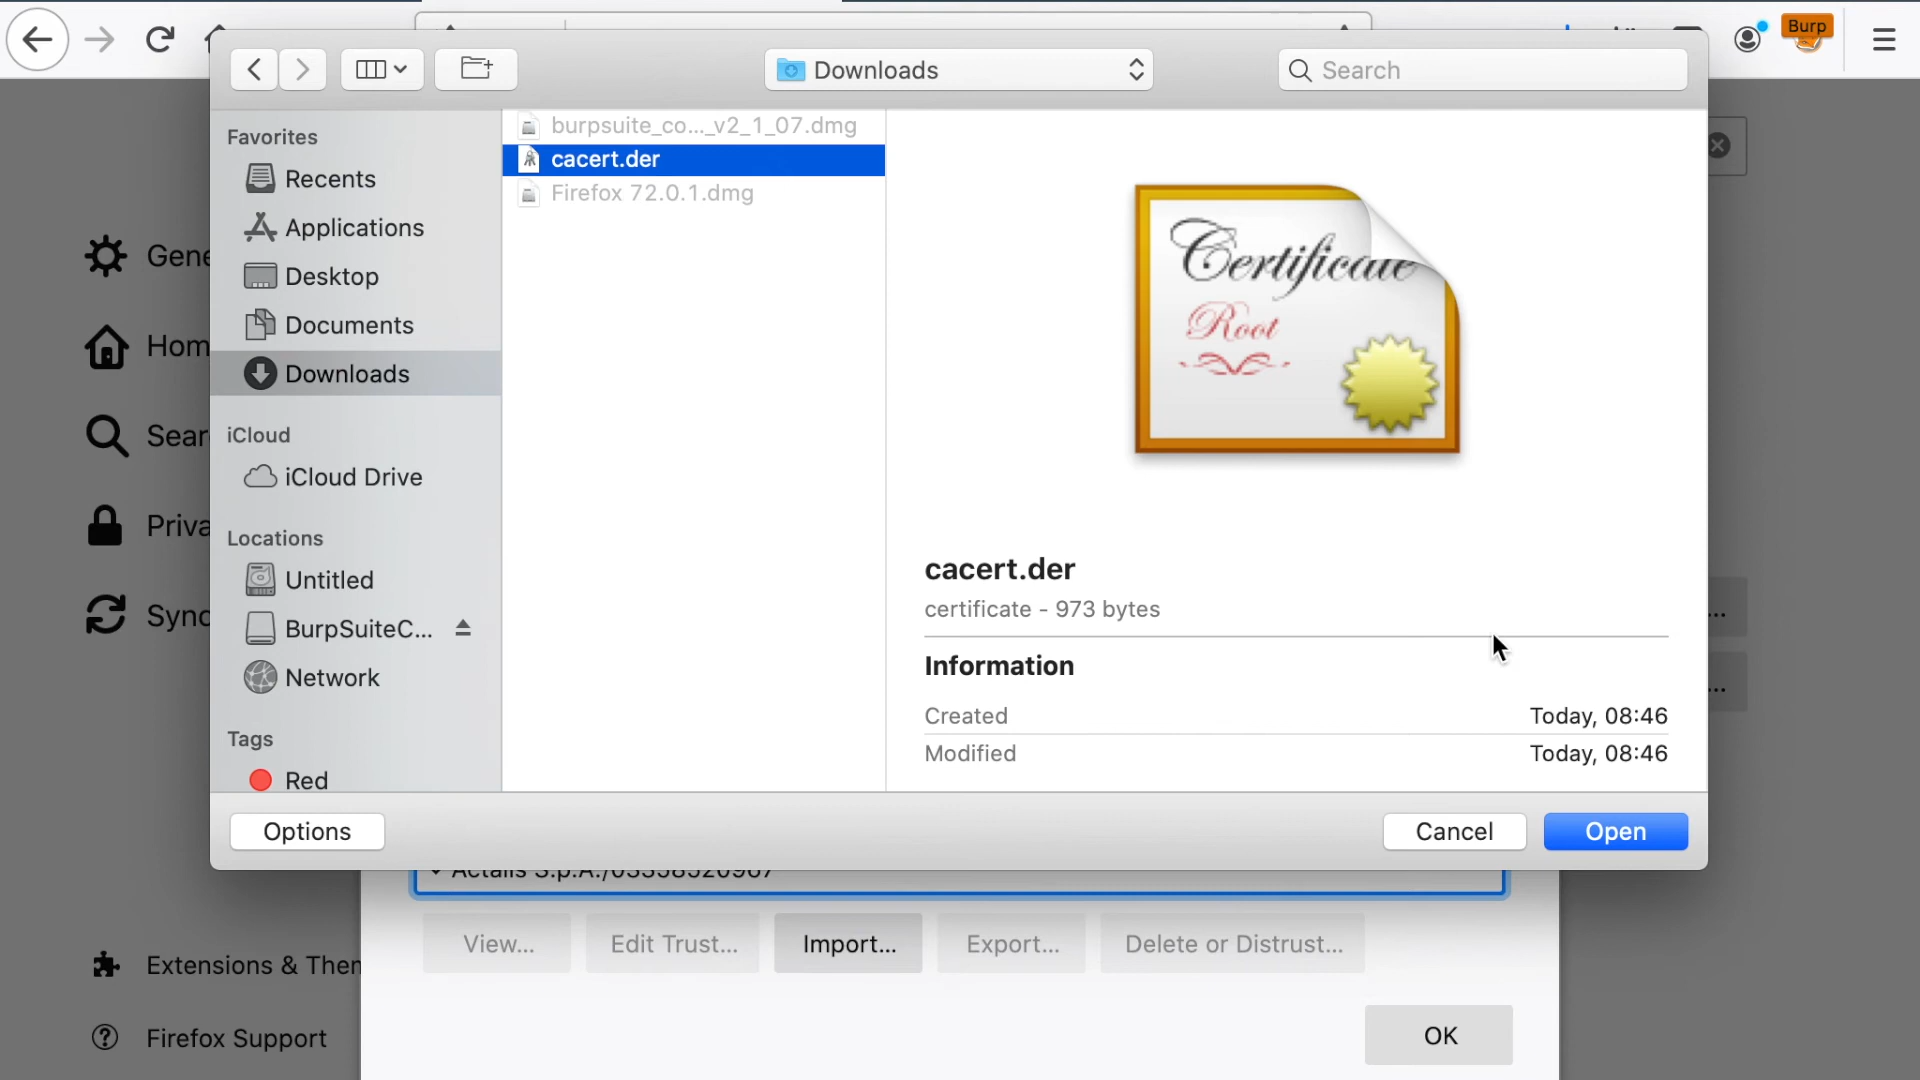 Burp
Downloads
Search
Favorites
Recents
Applications
Desktop
Documents
Downloads
iCloud
iCloud Drive
Locations
Untitled
BurpSuiteC...
Network
Tags
Red
burpsuite_co..._v2_1_07.dmg
cacert.der
Firefox 72.0.1.dmg
Certificate
Root
cacert.der
certificate - 973 bytes
Information
Created Today, 08:46
Modified Today, 08:46
Options
Cancel
Open
Gene
Hom
Sear
Priva
Sync
...
...
View...
Edit Trust...
Import...
Export...
Delete or Distrust...
OK
Extensions & Then
Firefox Support